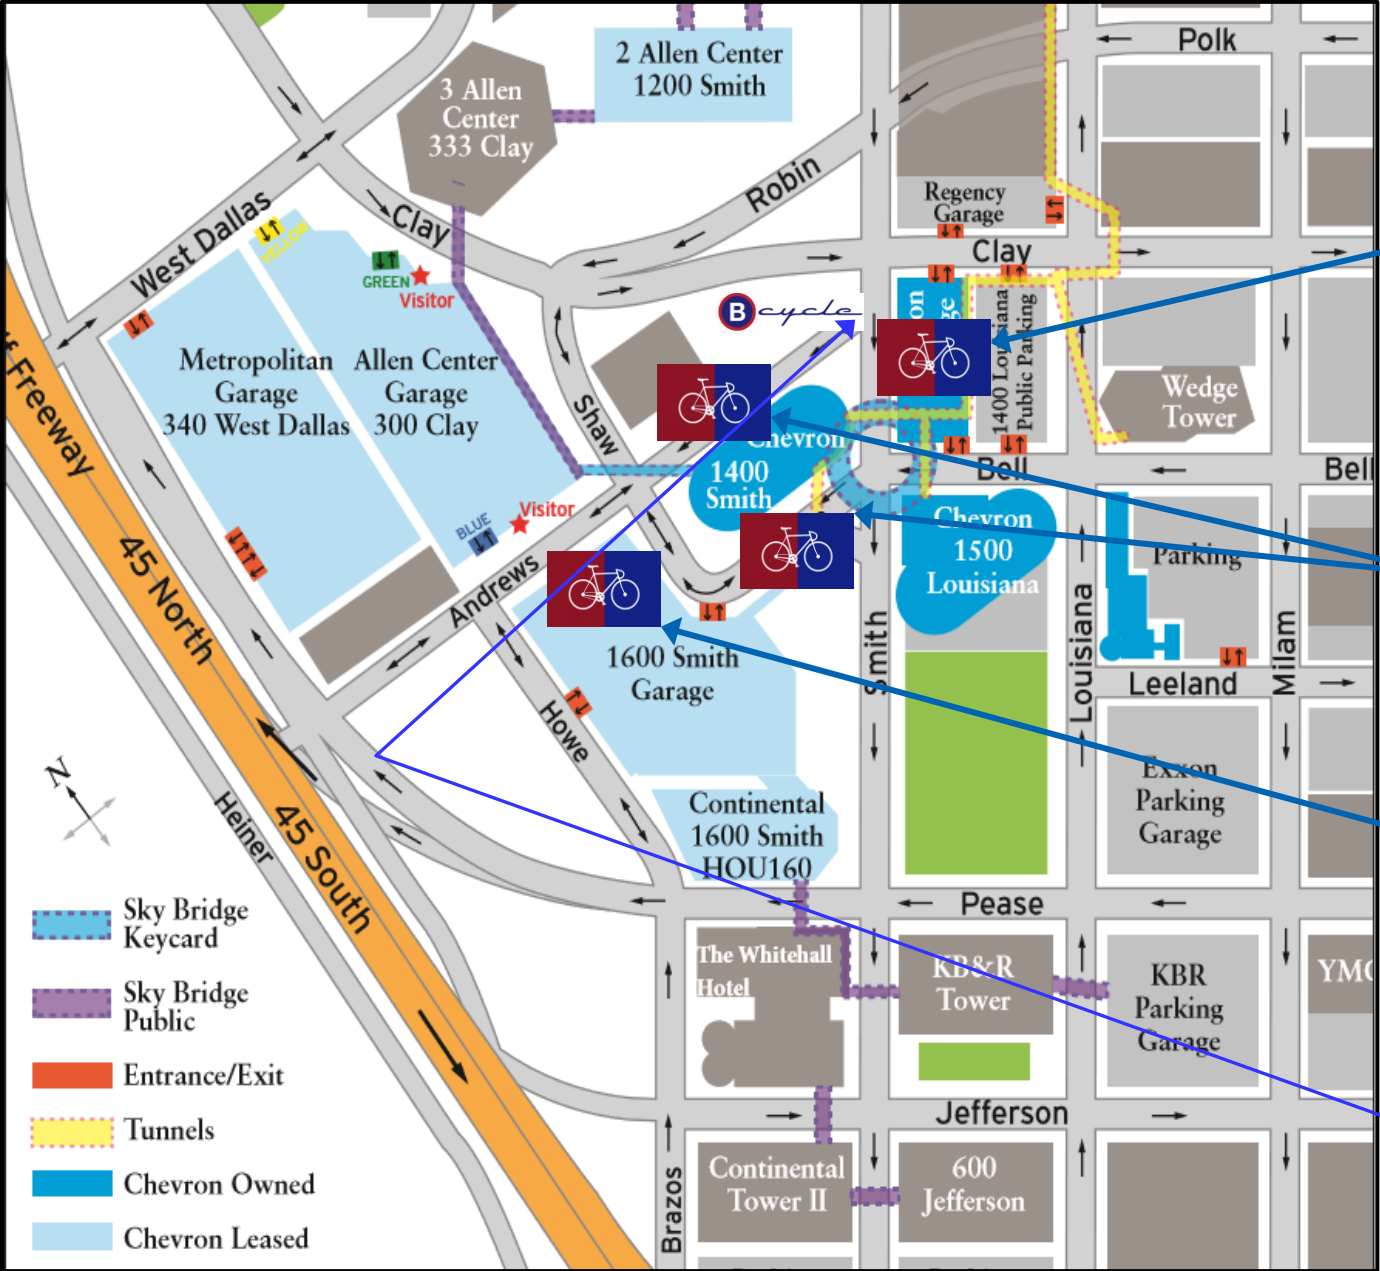 Polk
2 Allen Center
1200 Smith
3 Allen
Center
333 Clay
Robin
Regency
Garage
West Dallas
YELLOW
Clay
Clay
GREEN
Visitor
B cycle
1400 Louisiana
Public Parking
Metropolitan
Garage
340 West Dallas
Allen Center
Garage
300 Clay
Wedge
Tower
Shaw
Chevron
1400
Smith
Bell
Bell
Freeway
Visitor
BLUE
Chevron
1500
Louisiana
Parking
45 North
Andrews
1600 Smith
Garage
Smith
Louisiana
Milam
Leeland
Howe
N
Exxon
Parking
Garage
Heiner
45 South
Continental
1600 Smith
HOU160
Pease
Sky Bridge
Keycard
The Whitehall
Hotel
KB&R
Tower
KBR
Parking
Garage
YMC
Sky Bridge
Public
Entrance/Exit
Jefferson
Tunnels
Chevron Owned
Continental
Tower II
600
Jefferson
Brazos
Chevron Leased